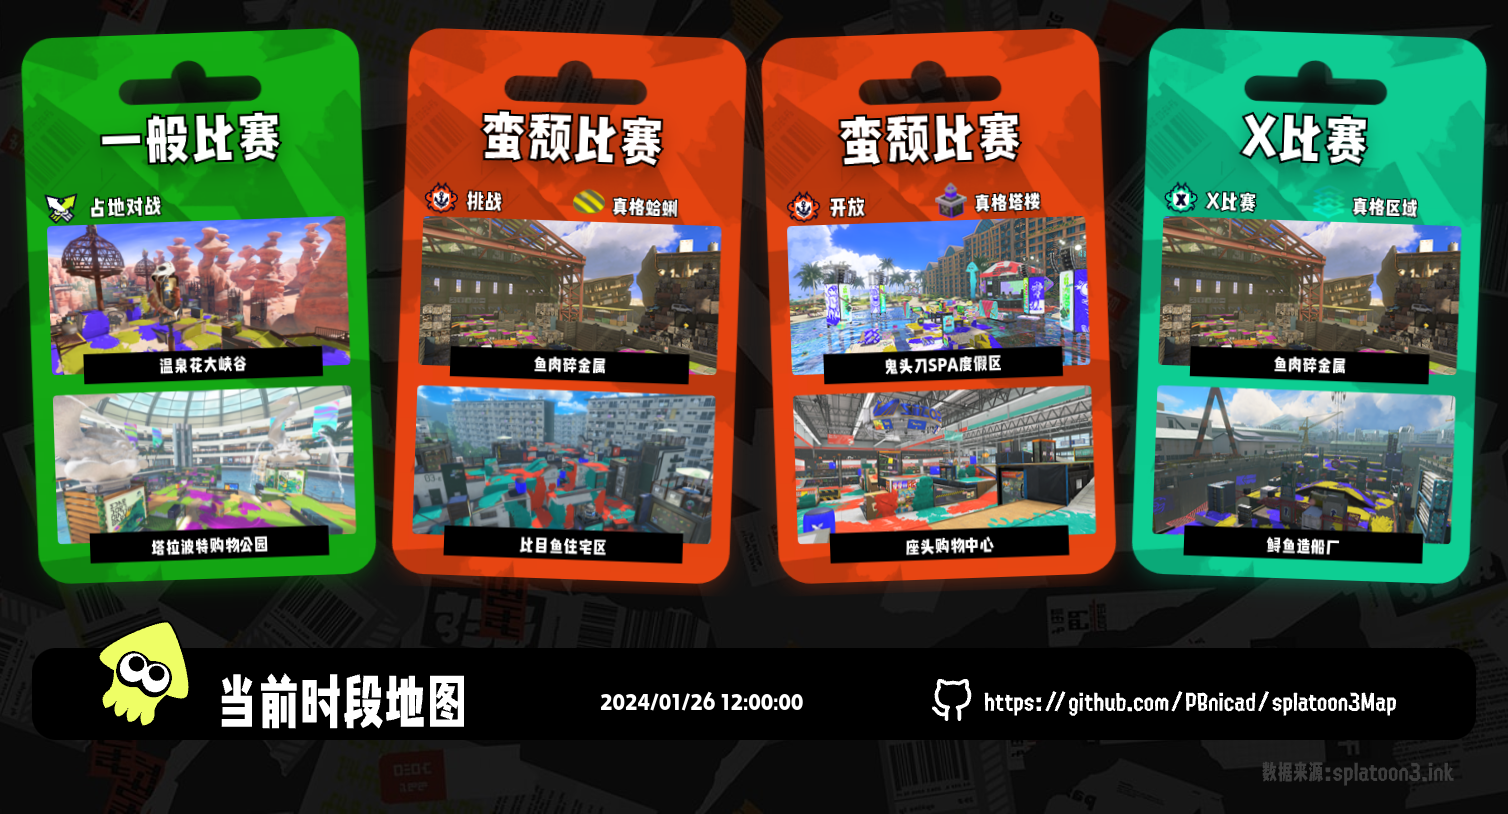 一般比赛
占地对战
温泉花大峡谷
塔拉波特购物公园
蛮颓比赛
挑战
真格蛤蜊
鱼肉碎金属
比目鱼住宅区
蛮颓比赛
开放
真格塔楼
鬼头刀SPA度假区
座头购物中心
X比赛
X比赛
真格区域
鱼肉碎金属
鲟鱼造船厂
当前时段地图
2024/01/26 12:00:00
https://github.com/PBnicad/splatoon3Map
数据来源:splatoon3.ink